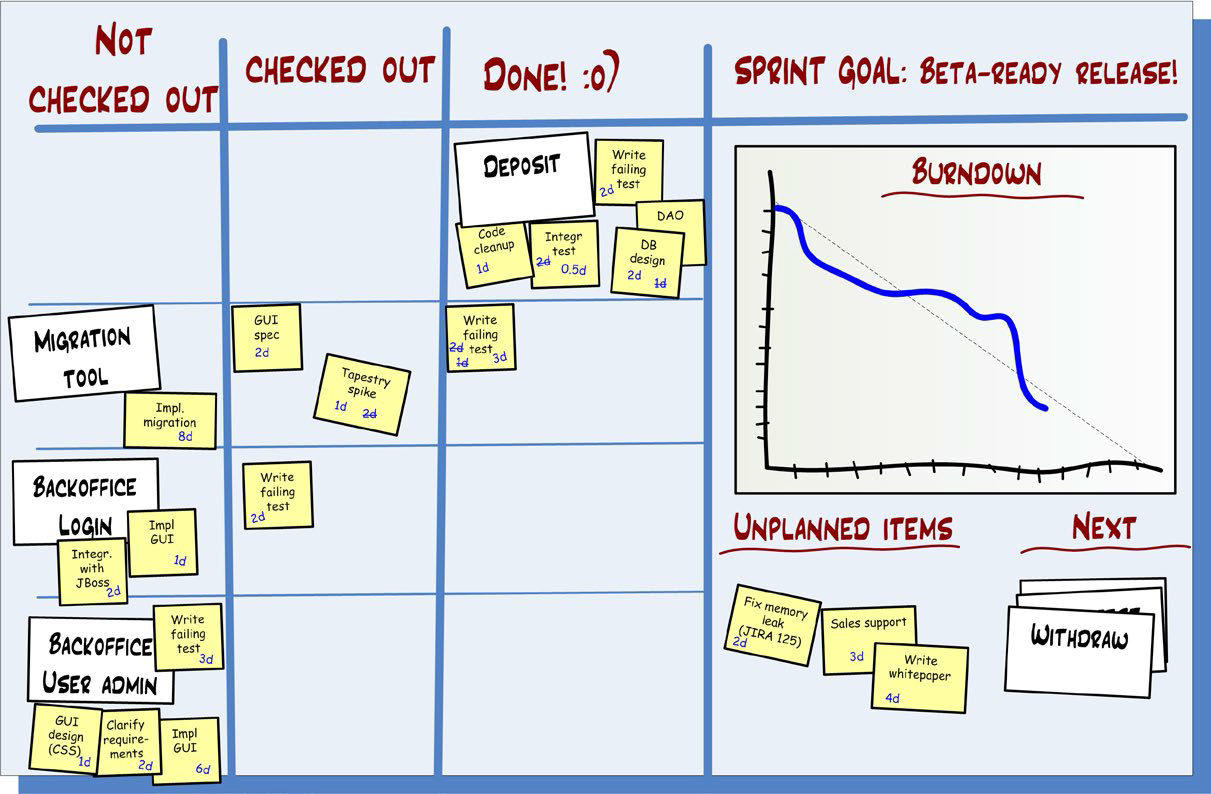 NOT
CHECKED OUT
CHECKED OUT
DONE! :o)
SPRINT GOAL: BETA-READY RELEASE!
DEPOSIT
Write
failing
test
2d
DAO
Code
cleanup
1d
Integr
test
2d
0.5d
DB
design
2d
1d
MIGRATION
TOOL
Impl.
migration
8d
GUI
spec
2d
Tapestry
spike
1d
2d
Write
failing
2d test
1d
3d
BACKOFFICE
LOGIN
Impl
GUI
1d
Integr.
with
JBoss
2d
Write
failing
test
2d
BACKOFFICE
USER ADMIN
Write
failing
test
3d
GUI
design
(CSS)
1d
Clarify
require-
ments
2d
Impl
GUI
6d
BURNDOWN
UNPLANNED ITEMS
Fix memory
leak
(JIRA 125)
2d
Sales support
3d
Write
whitepaper
4d
NEXT
WITHDRAW